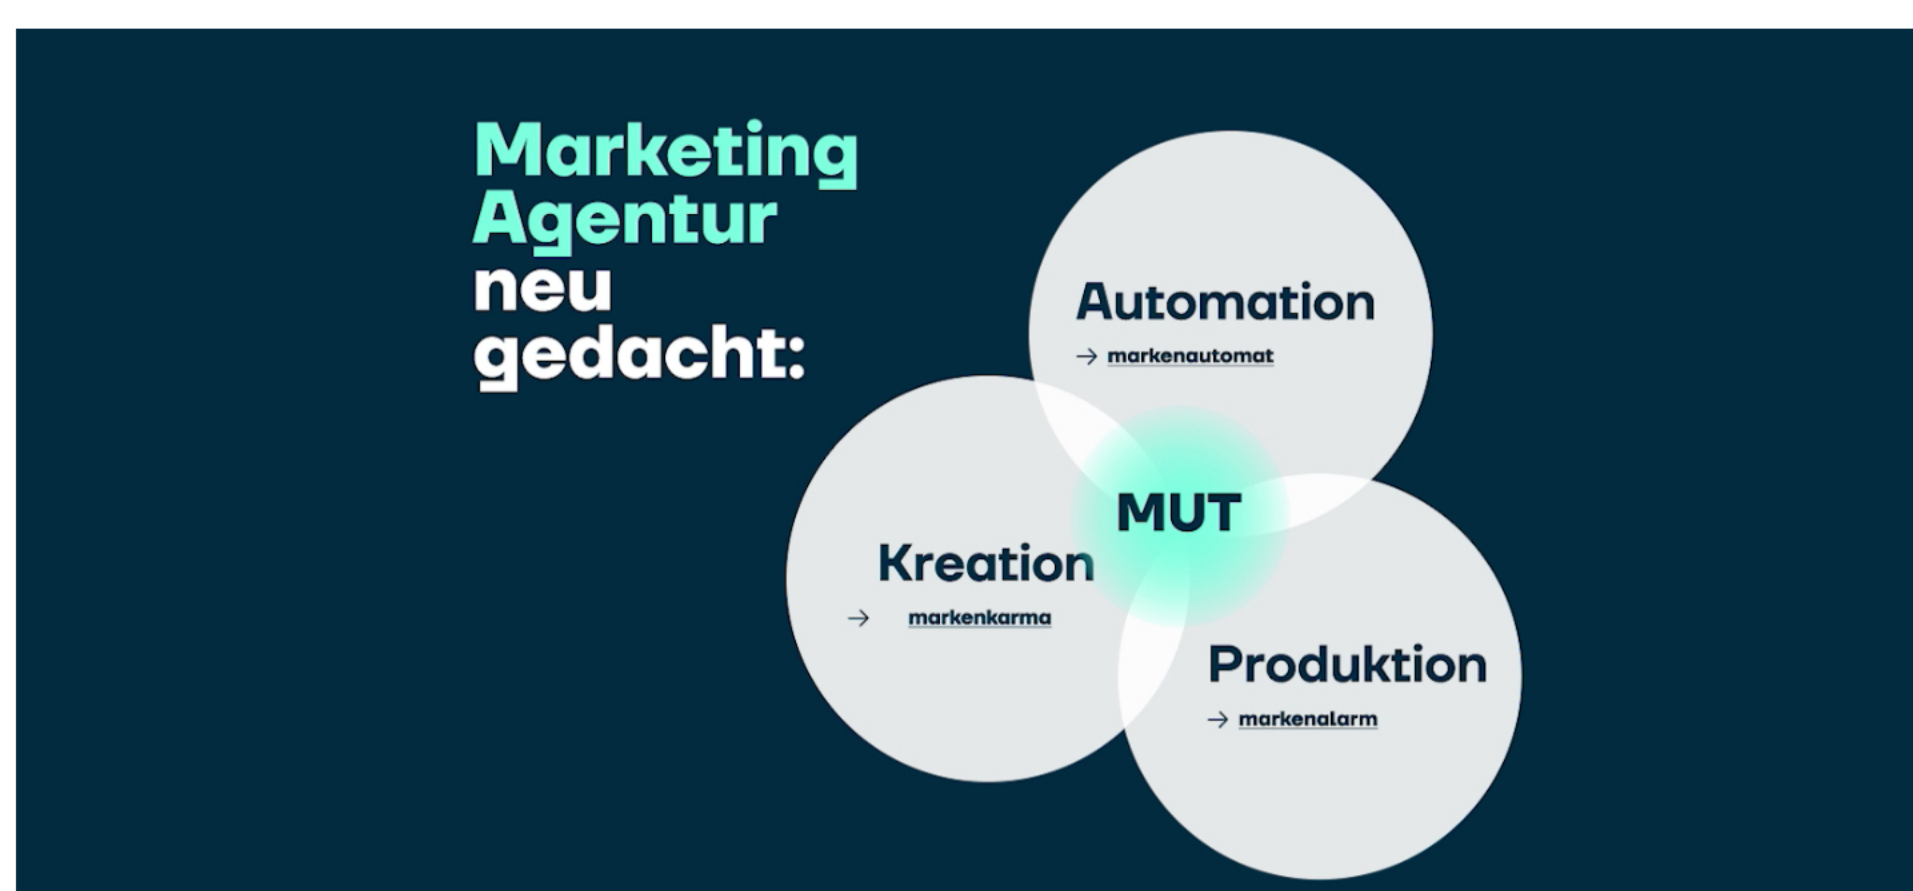 Marketing
Agentur
neu
gedacht:
Automation
→ markenautomat
MUT
Kreation
→ markenkarma
Produktion
→ markenalarm